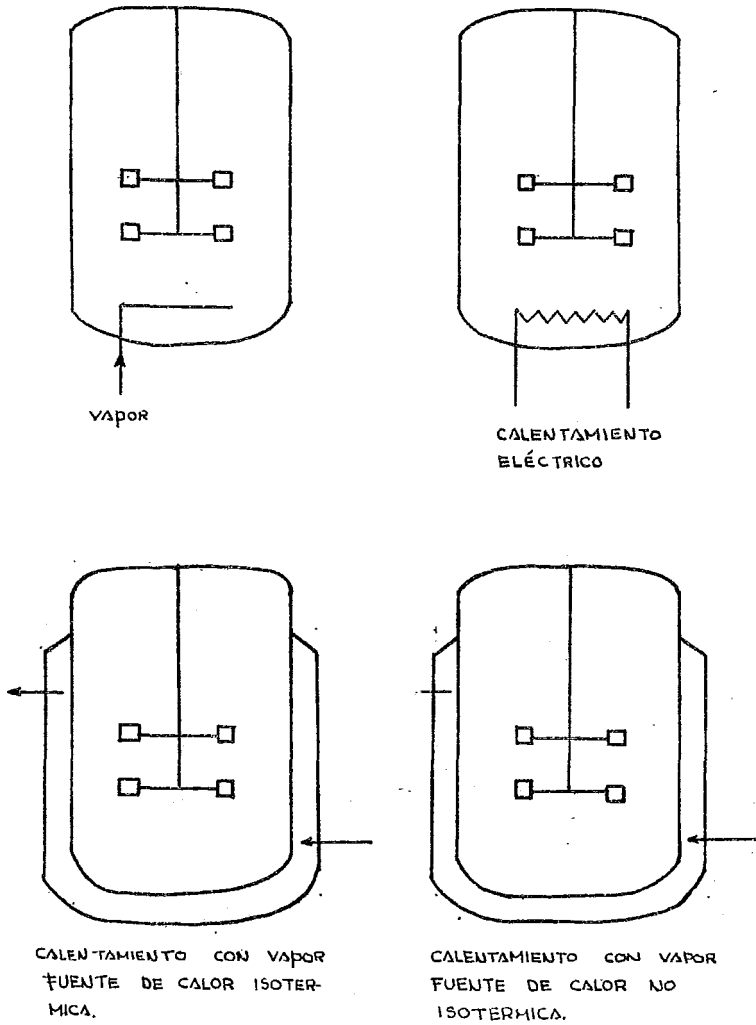 VAPOR
CALENTAMIENTO
ELÉCTRICO
CALENTAMIENTO CON VAPOR
FUENTE DE CALOR ISOTER-
MICA.
CALENTAMIENTO CON VAPOR
FUENTE DE CALOR NO
ISOTERMICA.